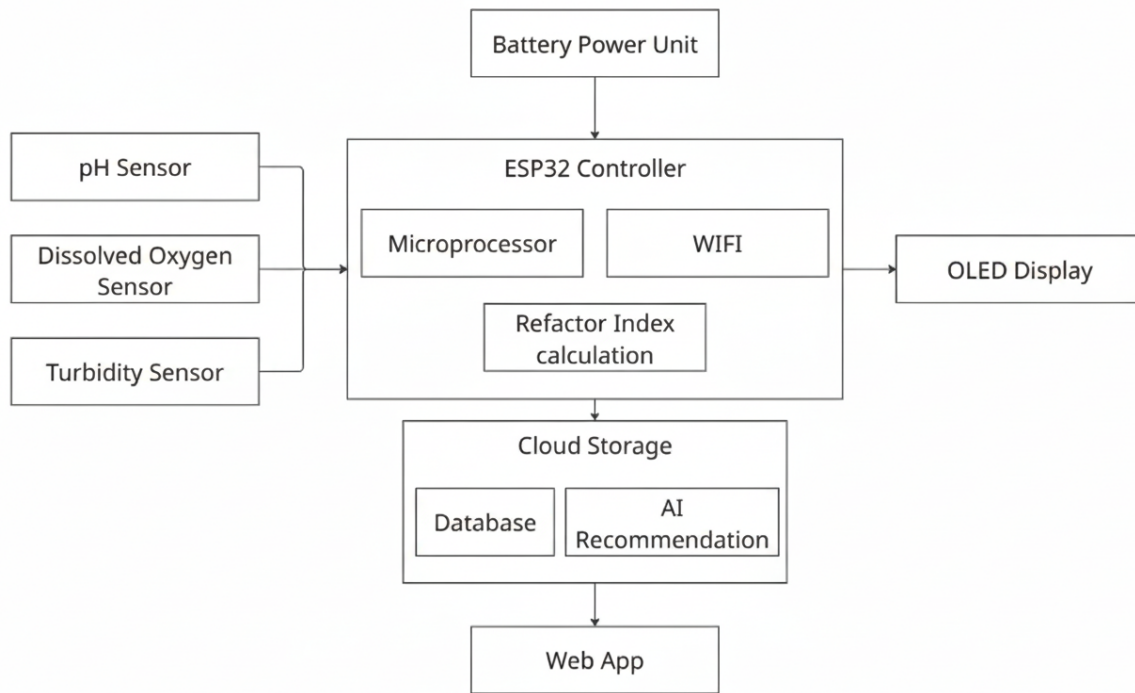 Battery Power Unit
pH Sensor
Dissolved Oxygen
Sensor
Turbidity Sensor
ESP32 Controller
Microprocessor
WIFI
Refactor Index
calculation
OLED Display
Cloud Storage
Database
AI
Recommendation
Web App